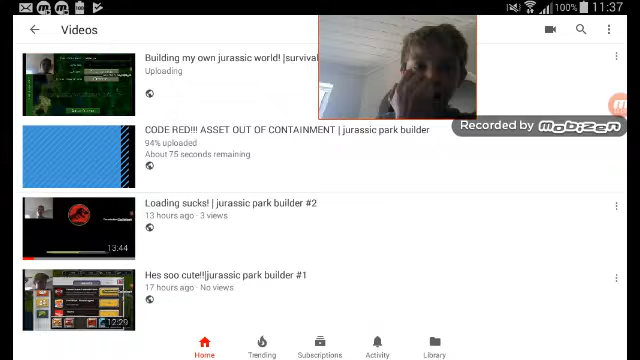 100% 11:37
Videos
Building my own jurassic world! |survival
Uploading
CODE RED!!! ASSET OUT OF CONTAINMENT | jurassic park builder
94% uploaded
About 75 seconds remaining
Recorded by mobizen
Loading sucks! | jurassic park builder #2
13 hours ago · 3 views
13:44
Hes soo cute!!|jurassic park builder #1
17 hours ago · No views
12:29
Home Trending Subscriptions Activity Library